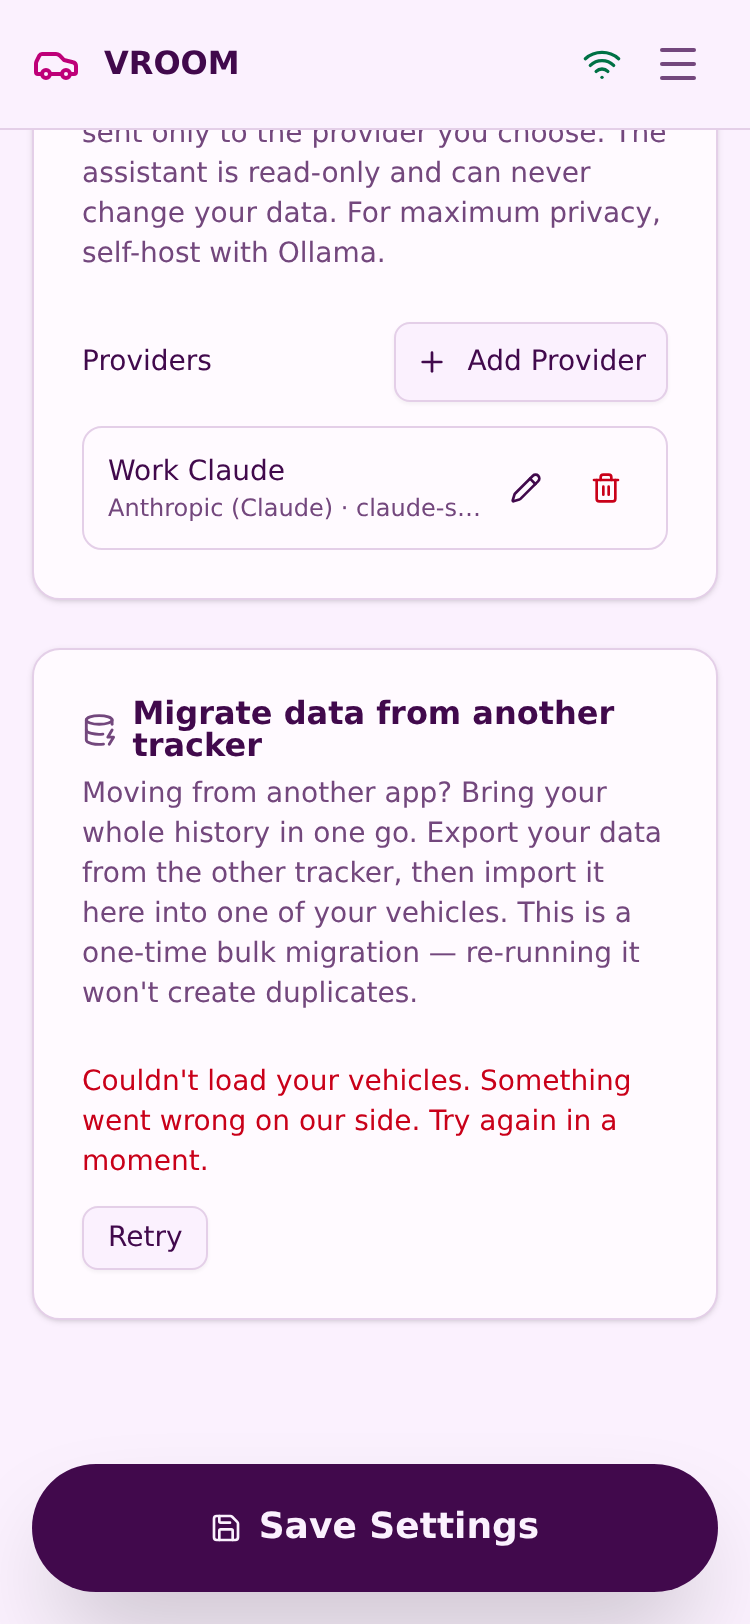 VROOM
sent only to the provider you choose. The
assistant is read-only and can never
change your data. For maximum privacy,
self-host with Ollama.
Providers
Add Provider
Work Claude
Anthropic (Claude) · claude-s...
Migrate data from another
tracker
Moving from another app? Bring your
whole history in one go. Export your data
from the other tracker, then import it
here into one of your vehicles. This is a
one-time bulk migration — re-running it
won't create duplicates.
Couldn't load your vehicles. Something
went wrong on our side. Try again in a
moment.
Retry
Save Settings